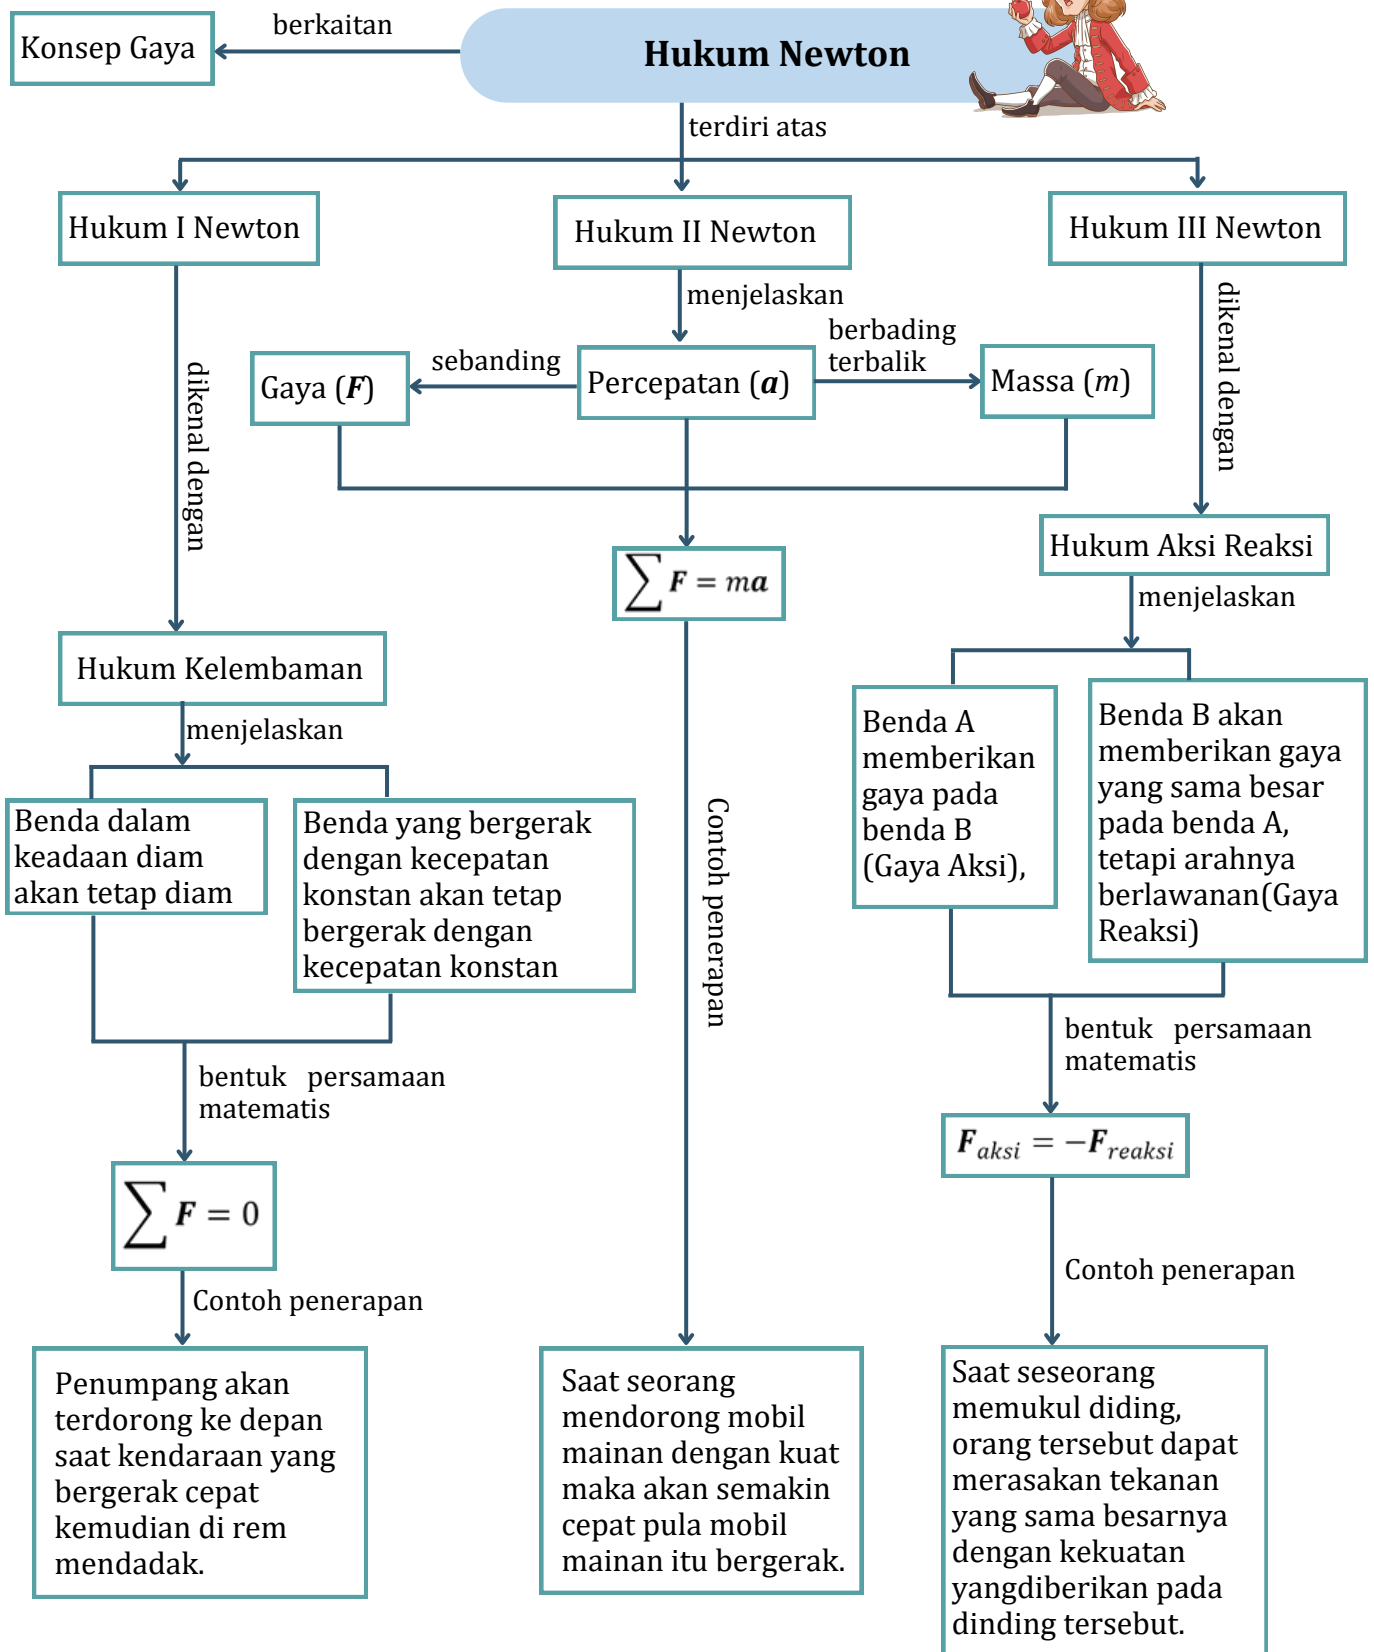 Konsep Gaya
berkaitan
Hukum Newton
terdiri atas
Hukum I Newton
Hukum II Newton
Hukum III Newton
dikenal dengan
menjelaskan
dikenal dengan
Gaya (F)
sebanding
Percepatan (a)
berbading
terbalik
Massa (m)
∑ F = ma
Hukum Aksi Reaksi
menjelaskan
Hukum Kelembaman
menjelaskan
Benda dalam
keadaan diam
akan tetap diam
Benda yang bergerak
dengan kecepatan
konstan akan tetap
bergerak dengan
kecepatan konstan
Contoh penerapan
Benda A
memberikan
gaya pada
benda B
(Gaya Aksi),
Benda B akan
memberikan gaya
yang sama besar
pada benda A,
tetapi arahnya
berlawanan(Gaya
Reaksi)
bentuk persamaan
matematis
bentuk persamaan
matematis
∑ F = 0
F_aksi = −F_reaksi
Contoh penerapan
Contoh penerapan
Penumpang akan
terdorong ke depan
saat kendaraan yang
bergerak cepat
kemudian di rem
mendadak.
Saat seorang
mendorong mobil
mainan dengan kuat
maka akan semakin
cepat pula mobil
mainan itu bergerak.
Saat seseorang
memukul diding,
orang tersebut dapat
merasakan tekanan
yang sama besarnya
dengan kekuatan
yangdiberikan pada
dinding tersebut.